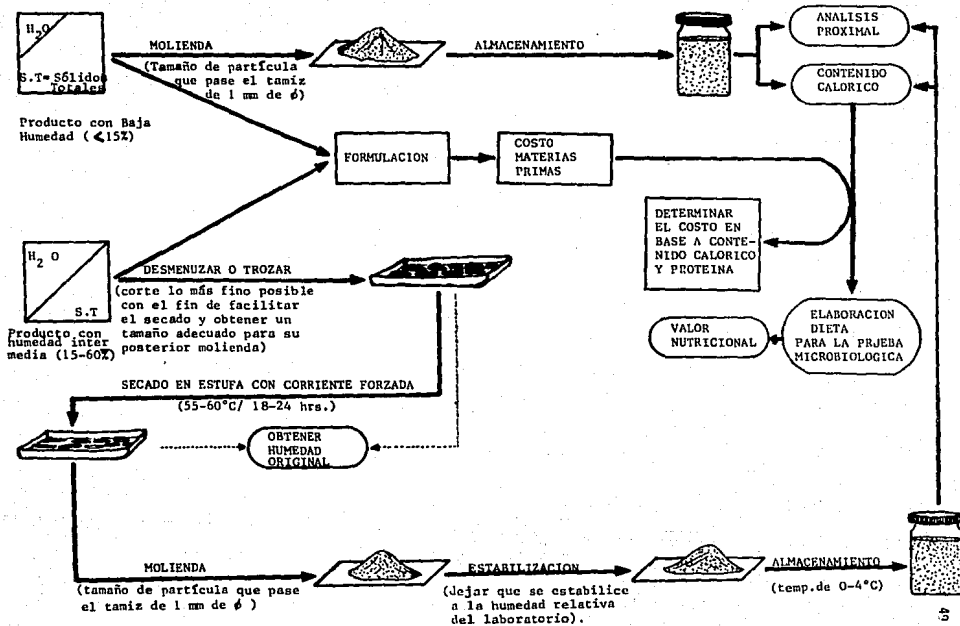 H2O
S.T= Sólidos
Totales
Producto con Baja
Humedad (<15%)
MOLIENDA
(Tamaño de partícula
que pase el tamiz
de 1 mm de ∅)
ALMACENAMIENTO
ANALISIS
PROXIMAL
CONTENIDO
CALORICO
FORMULACION
COSTO
MATERIAS
PRIMAS
DETERMINAR
EL COSTO EN
BASE A CONTE-
NIDO CALORICO
Y PROTEINA
H2 O
S.T
Producto con
humedad inter
media (15-60%)
DESMENUZAR O TROZAR
(corte lo más fino posible
con el fin de facilitar
el secado y obtener un
tamaño adecuado para su
posterior molienda)
VALOR
NUTRICIONAL
ELABORACION
DIETA
PARA LA PRUEBA
MICROBIOLOGICA
SECADO EN ESTUFA CON CORRIENTE FORZADA
(55-60°C/ 18-24 hrs.)
OBTENER
HUMEDAD
ORIGINAL
MOLIENDA
(tamaño de partícula que pase
el tamiz de 1 mm de ∅ )
ESTABILIZACION
(Dejar que se estabilice
a la humedad relativa
del laboratorio).
ALMACENAMIENTO
(temp.de 0-4°C)
49